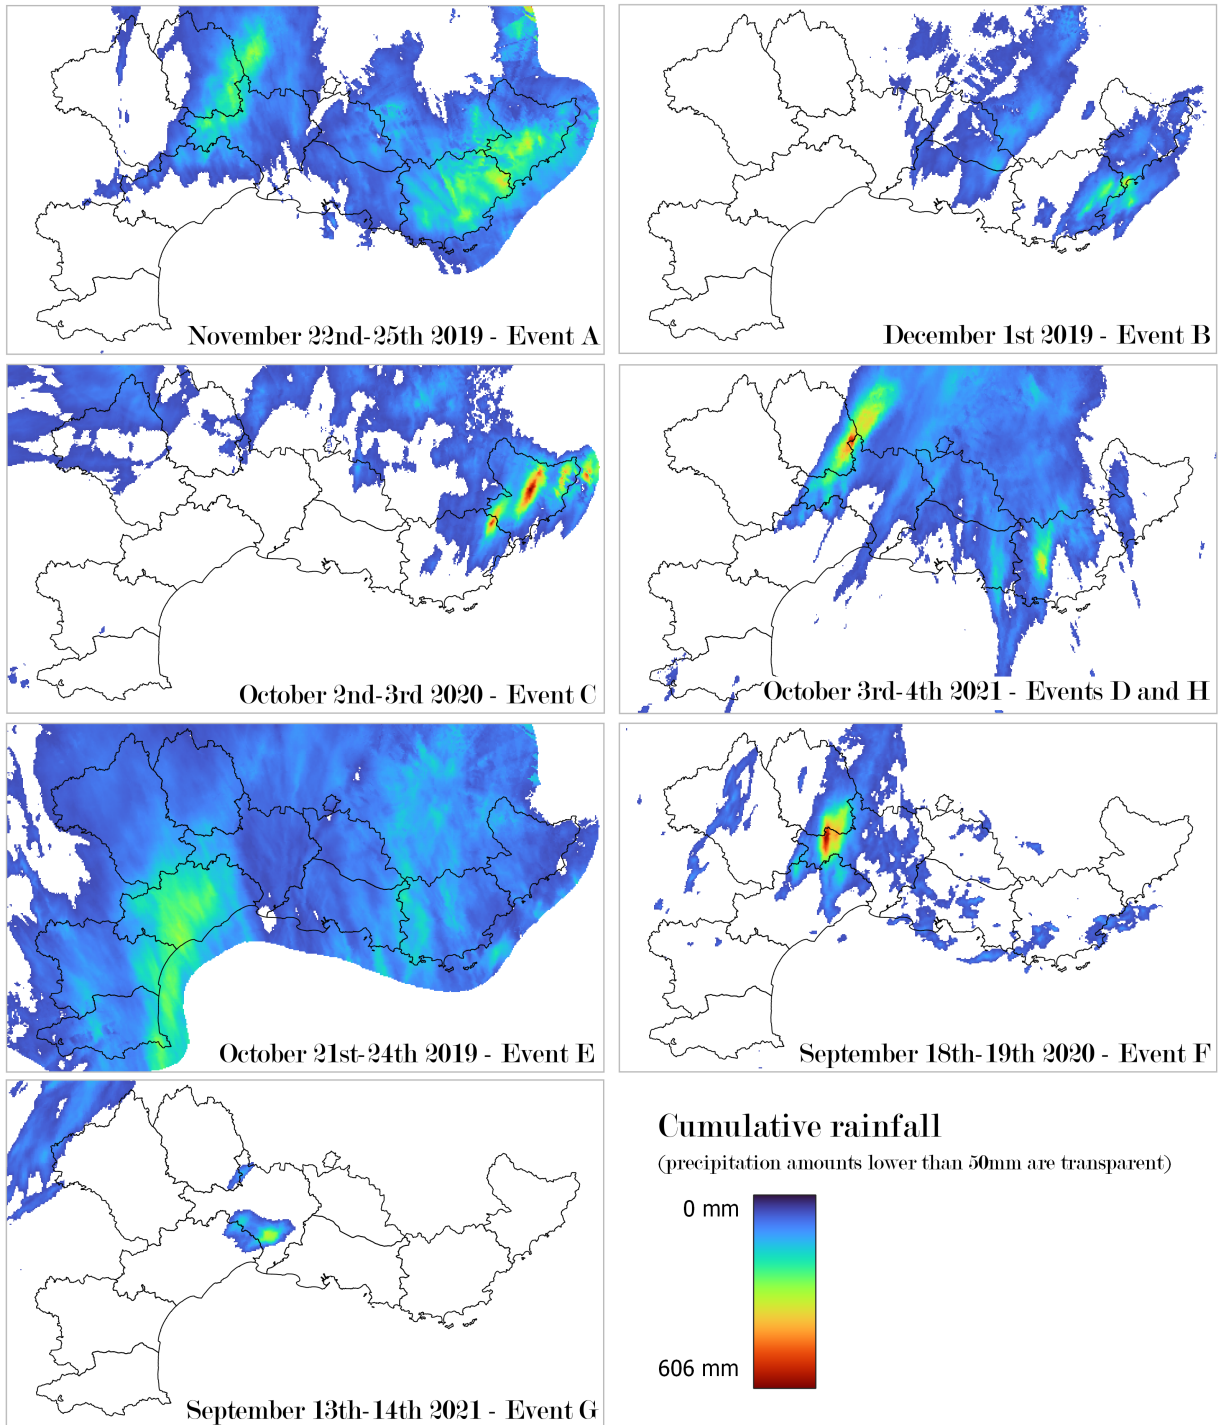 November 22nd-25th 2019 - Event A
December 1st 2019 - Event B
October 2nd-3rd 2020 - Event C
October 3rd-4th 2021 - Events D and H
October 21st-24th 2019 - Event E
September 18th-19th 2020 - Event F
September 13th-14th 2021 - Event G
Cumulative rainfall
(precipitation amounts lower than 50mm are transparent)
0 mm
606 mm